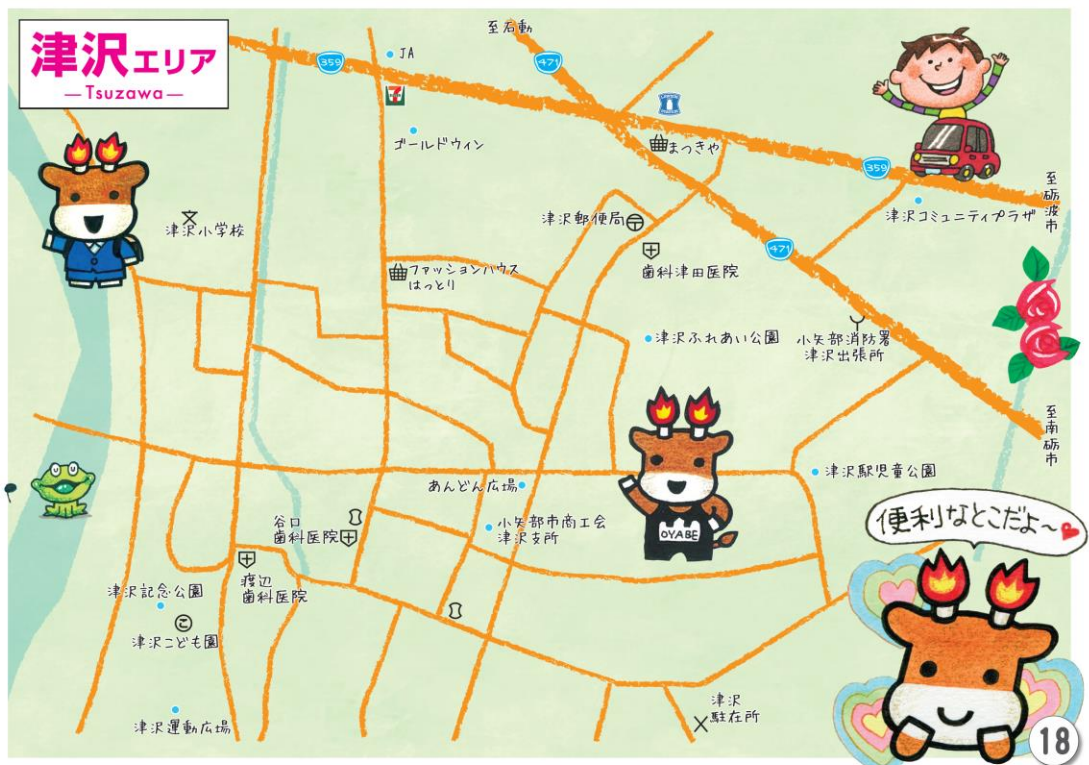 津沢エリア
—Tsuzawa—
至石動
JA
359
471
7
ゴールドウィン
まつきや
359
至砺波市
津沢小学校
文
津沢郵便局
津沢コミュニティプラザ
471
歯科津田医院
ファッションハウス
はっとり
津沢ふれあい公園
小矢部消防署
津沢出張所
至南砺市
あんどん広場
津沢駅児童公園
谷口
歯科医院
小矢部市商工会
津沢支所
OYABE
便利なとこだよ〜
渡辺
歯科医院
津沢記念公園
こ
津沢こども園
津沢運動広場
津沢
駐在所
18